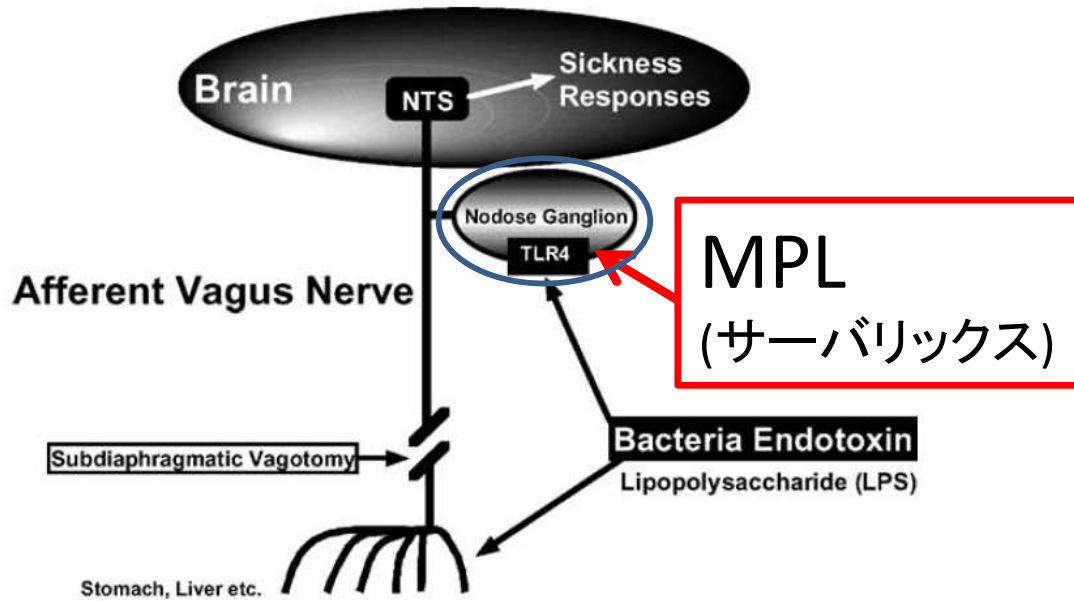 Brain
NTS
Sickness
Responses
Nodose Ganglion
TLR4
MPL
(サーバリックス)
Afferent Vagus Nerve
Bacteria Endotoxin
Subdiaphragmatic Vagotomy
Lipopolysaccharide (LPS)
Stomach, Liver etc.